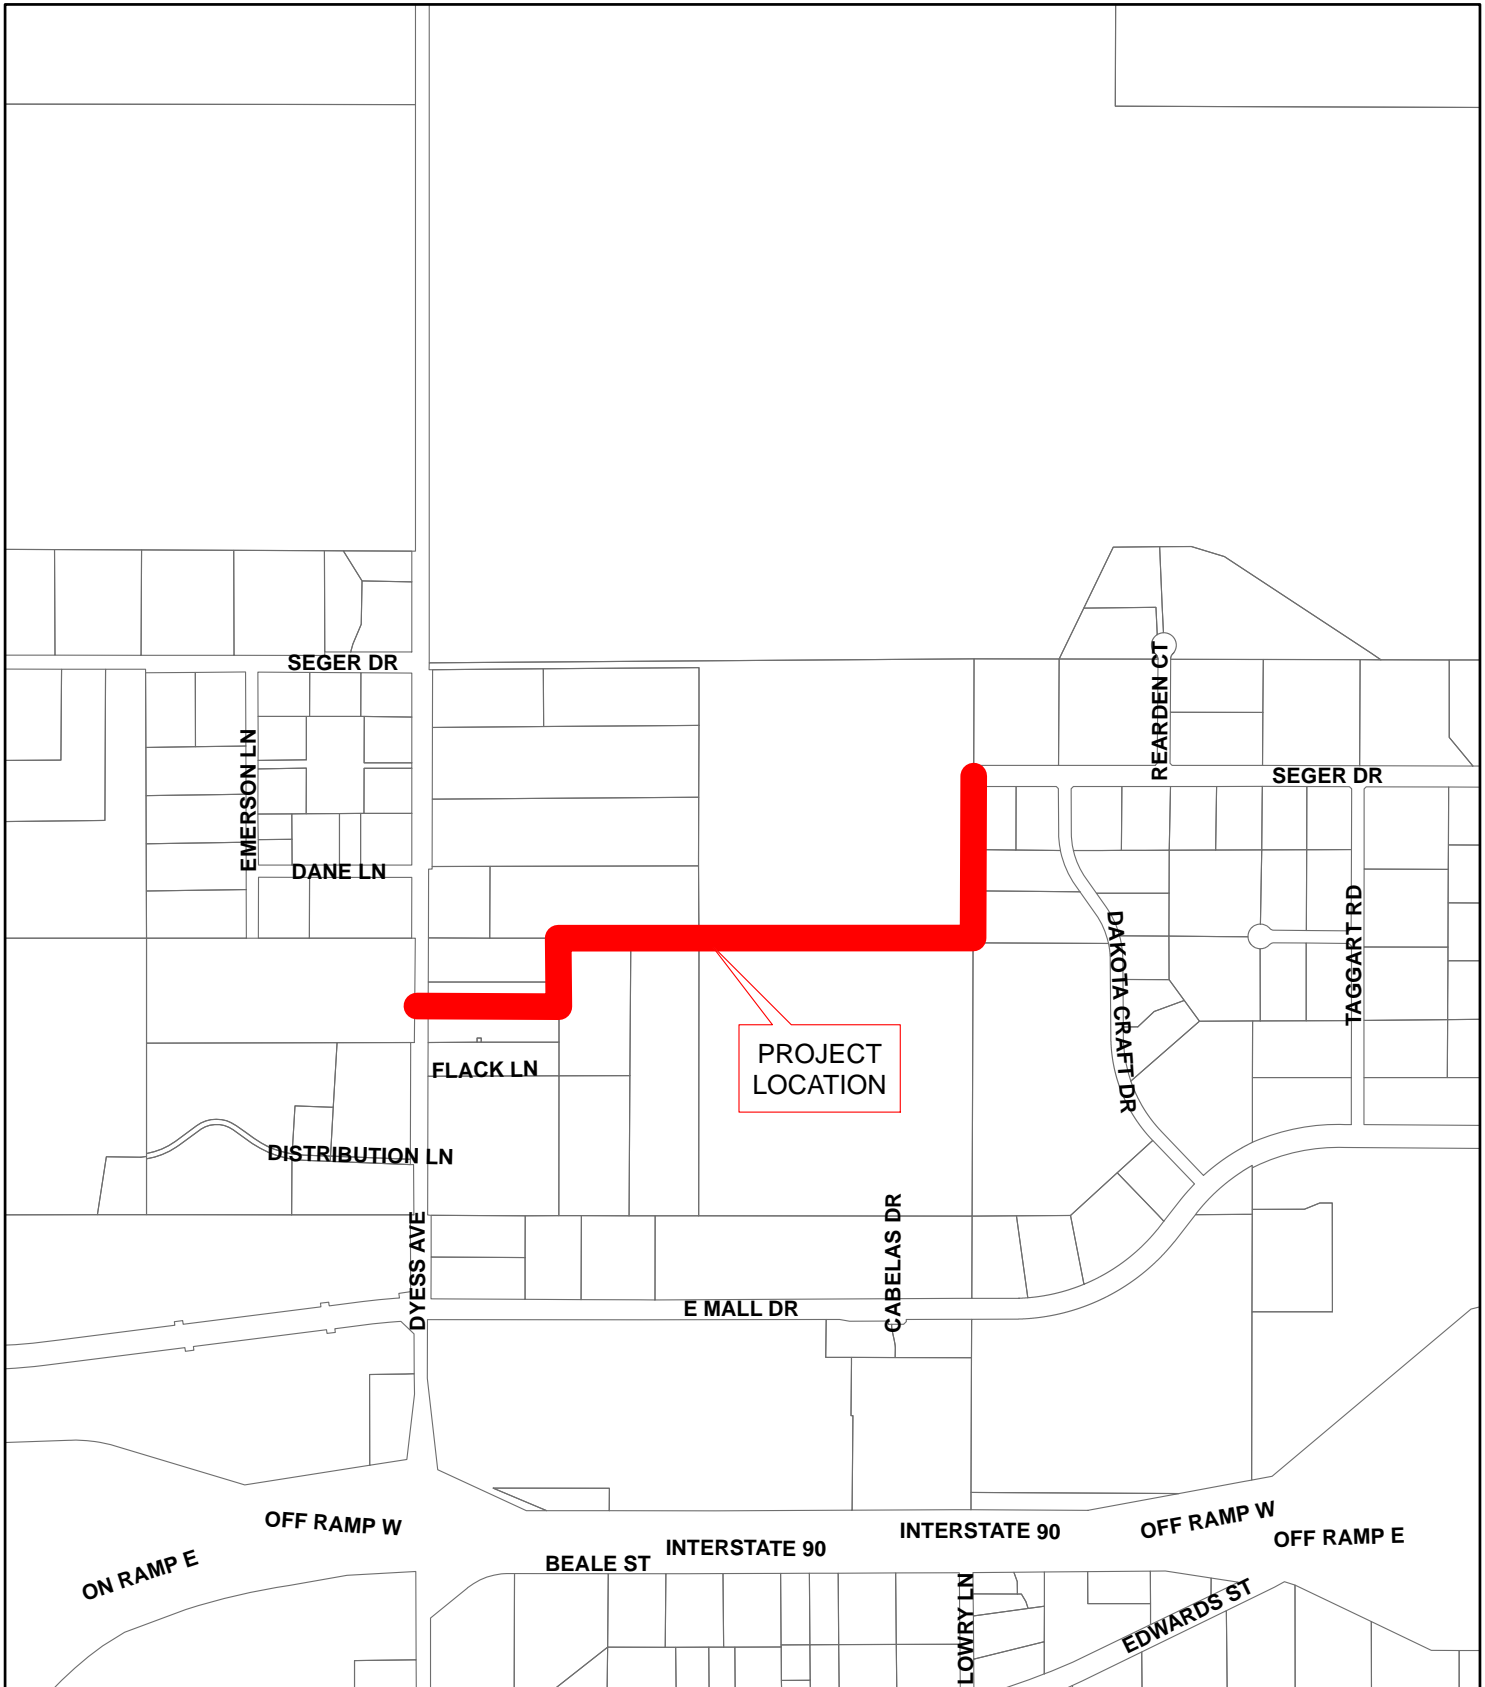 SEGER DR
REARDEN CT
EMERSON LN
SEGER DR
DANE LN
DAKOTA CRAFT DR
TAGGART RD
PROJECT
LOCATION
FLACK LN
DISTRIBUTION LN
DYESS AVE
CABELAS DR
E MALL DR
OFF RAMP W
INTERSTATE 90
INTERSTATE 90
OFF RAMP W
OFF RAMP E
ON RAMP E
BEALE ST
LOWRY LN
EDWARDS ST